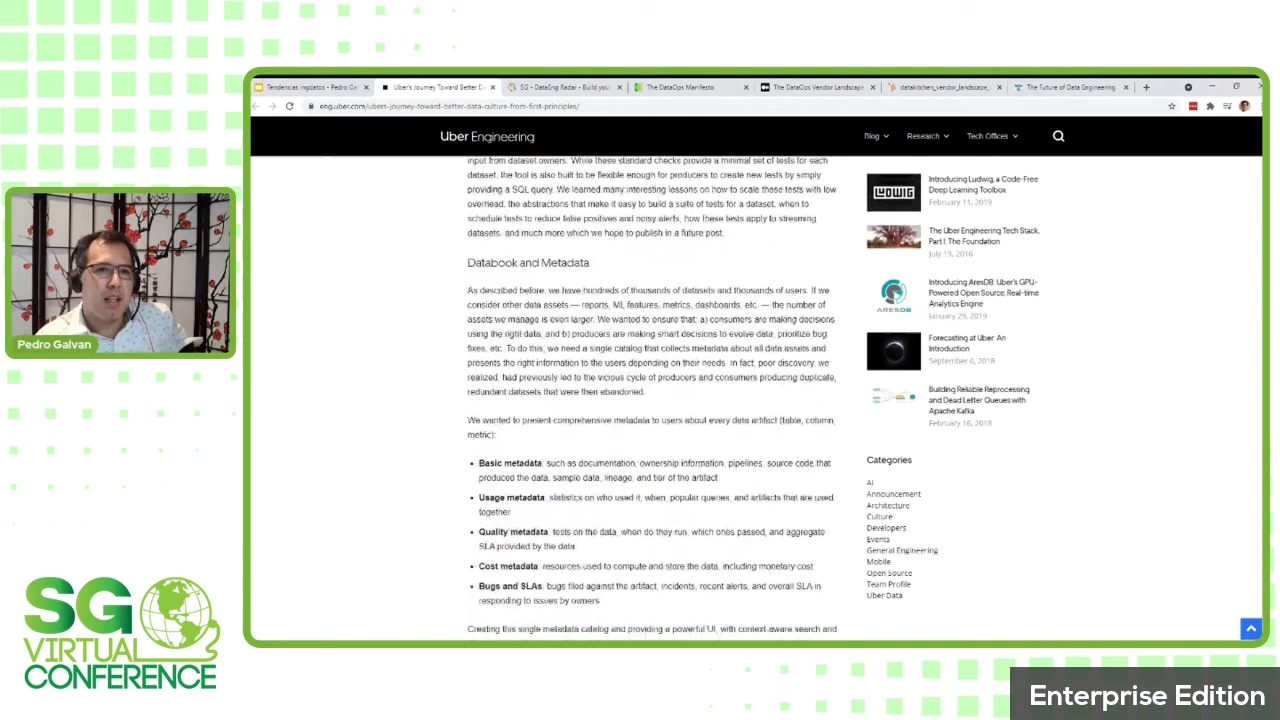 Tendencias ingdatos - Pedro Gal
Uber's Journey Toward Better D
SG - DataEng Radar - Build your
The DataOps Manifesto
The DataOps Vendor Landscape,
datakitchen_vendor_landscape_
The Future of Data Engineering
eng.uber.com/ubers-journey-toward-better-data-culture-from-first-principles/
Uber Engineering
Blog
Research
Tech Offices
input from dataset owners. While these standard checks provide a minimal set of tests for each
dataset, the tool is also built to be flexible enough for producers to create new tests by simply
providing a SQL query. We learned many interesting lessons on how to scale these tests with low
overhead, the abstractions that make it easy to build a suite of tests for a dataset, when to
schedule tests to reduce false positives and noisy alerts, how these tests apply to streaming
datasets, and much more which we hope to publish in a future post.
Databook and Metadata
As described before, we have hundreds of thousands of datasets and thousands of users. If we
consider other data assets — reports, ML features, metrics, dashboards, etc. — the number of
assets we manage is even larger. We wanted to ensure that: a) consumers are making decisions
using the right data, and b) producers are making smart decisions to evolve data, prioritize bug
fixes, etc. To do this, we need a single catalog that collects metadata about all data assets and
presents the right information to the users depending on their needs. In fact, poor discovery, we
realized, had previously led to the vicious cycle of producers and consumers producing duplicate,
redundant datasets that were then abandoned.
We wanted to present comprehensive metadata to users about every data artifact (table, column,
metric):
• Basic metadata: such as documentation, ownership information, pipelines, source code that
produced the data, sample data, lineage, and tier of the artifact
• Usage metadata: statistics on who used it, when, popular queries, and artifacts that are used
together
• Quality metadata: tests on the data, when do they run, which ones passed, and aggregate
SLA provided by the data
• Cost metadata: resources used to compute and store the data, including monetary cost
• Bugs and SLAs: bugs filed against the artifact, incidents, recent alerts, and overall SLA in
responding to issues by owners
Creating this single metadata catalog and providing a powerful UI, with context-aware search and
LUDWIG
Introducing Ludwig, a Code-Free
Deep Learning Toolbox
February 11, 2019
The Uber Engineering Tech Stack,
Part I: The Foundation
July 19, 2016
ARESDB
Introducing AresDB: Uber's GPU-
Powered Open Source, Real-time
Analytics Engine
January 29, 2019
Forecasting at Uber: An
Introduction
September 6, 2018
Building Reliable Reprocessing
and Dead Letter Queues with
Apache Kafka
February 16, 2018
Categories
AI
Announcement
Architecture
Culture
Developers
Events
General Engineering
Mobile
Open Source
Team Profile
Uber Data
Pedro Galvan
SG
VIRTUAL
CONFERENCE
Enterprise Edition